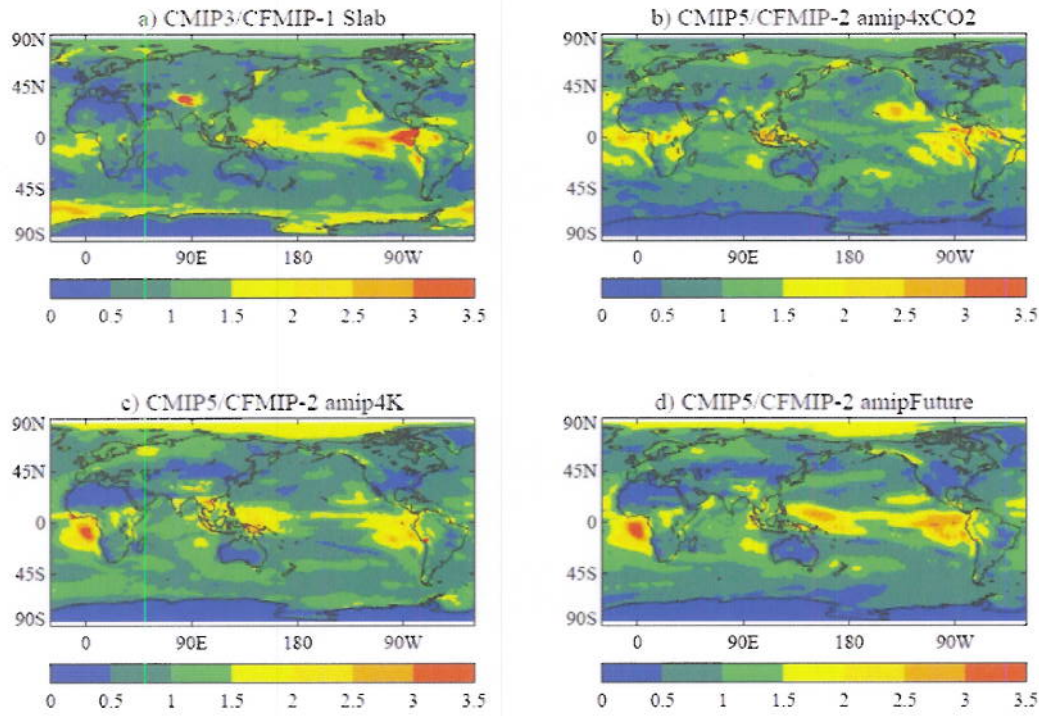 a) CMIP3/CFMIP-1 Slab
90N
45N
0
45S
90S
0 90E 180 90W
0 0.5 1 1.5 2 2.5 3 3.5
b) CMIP5/CFMIP-2 amip4xCO2
90N
45N
0
45S
90S
0 90E 180 90W
0 0.5 1 1.5 2 2.5 3 3.5
c) CMIP5/CFMIP-2 amip4K
90N
45N
0
45S
90S
0 90E 180 90W
0 0.5 1 1.5 2 2.5 3 3.5
d) CMIP5/CFMIP-2 amipFuture
90N
45N
0
45S
90S
0 90E 180 90W
0 0.5 1 1.5 2 2.5 3 3.5